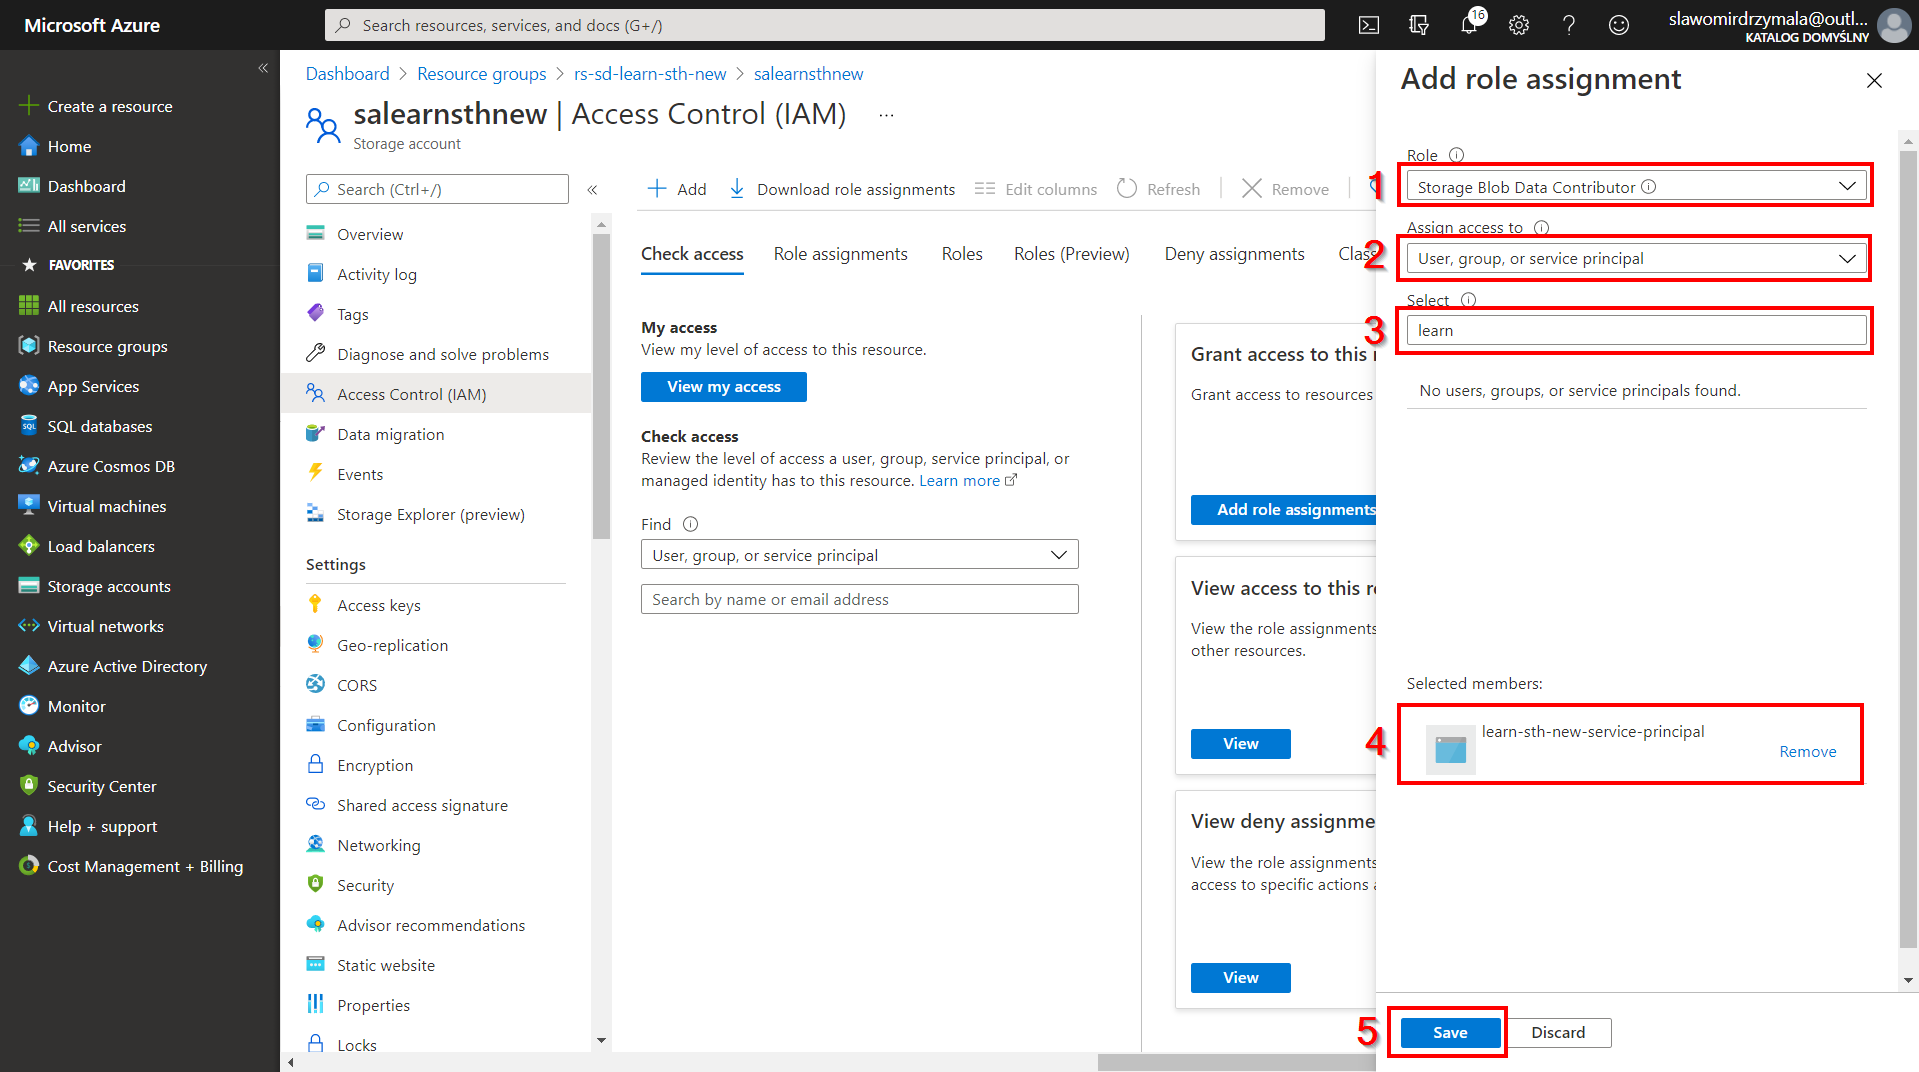 Microsoft Azure
Search resources, services, and docs (G+/)
16
slawomirdrzymala@outl...
KATALOG DOMYŚLNY
Create a resource
Home
Dashboard
All services
FAVORITES
All resources
Resource groups
App Services
SQL databases
Azure Cosmos DB
Virtual machines
Load balancers
Storage accounts
Virtual networks
Azure Active Directory
Monitor
Advisor
Security Center
Help + support
Cost Management + Billing
Dashboard > Resource groups > rs-sd-learn-sth-new > salearnsthnew
salearnsthnew | Access Control (IAM) ...
Storage account
Search (Ctrl+/)
Overview
Activity log
Tags
Diagnose and solve problems
Access Control (IAM)
Data migration
Events
Storage Explorer (preview)
Settings
Access keys
Geo-replication
CORS
Configuration
Encryption
Shared access signature
Networking
Security
Advisor recommendations
Static website
Properties
Locks
Add Download role assignments Edit columns Refresh Remove
Check access Role assignments Roles Roles (Preview) Deny assignments Class
My access
View my level of access to this resource.
View my access
Check access
Review the level of access a user, group, service principal, or
managed identity has to this resource. Learn more
Find
User, group, or service principal
Search by name or email address
Grant access to this
Grant access to resources
Add role assignments
View access to this r
View the role assignments
other resources.
View
View deny assignme
View the role assignments
access to specific actions
View
Add role assignment
Role
1
Storage Blob Data Contributor
Assign access to
2
User, group, or service principal
Select
3
learn
No users, groups, or service principals found.
Selected members:
4
learn-sth-new-service-principal
Remove
5
Save
Discard